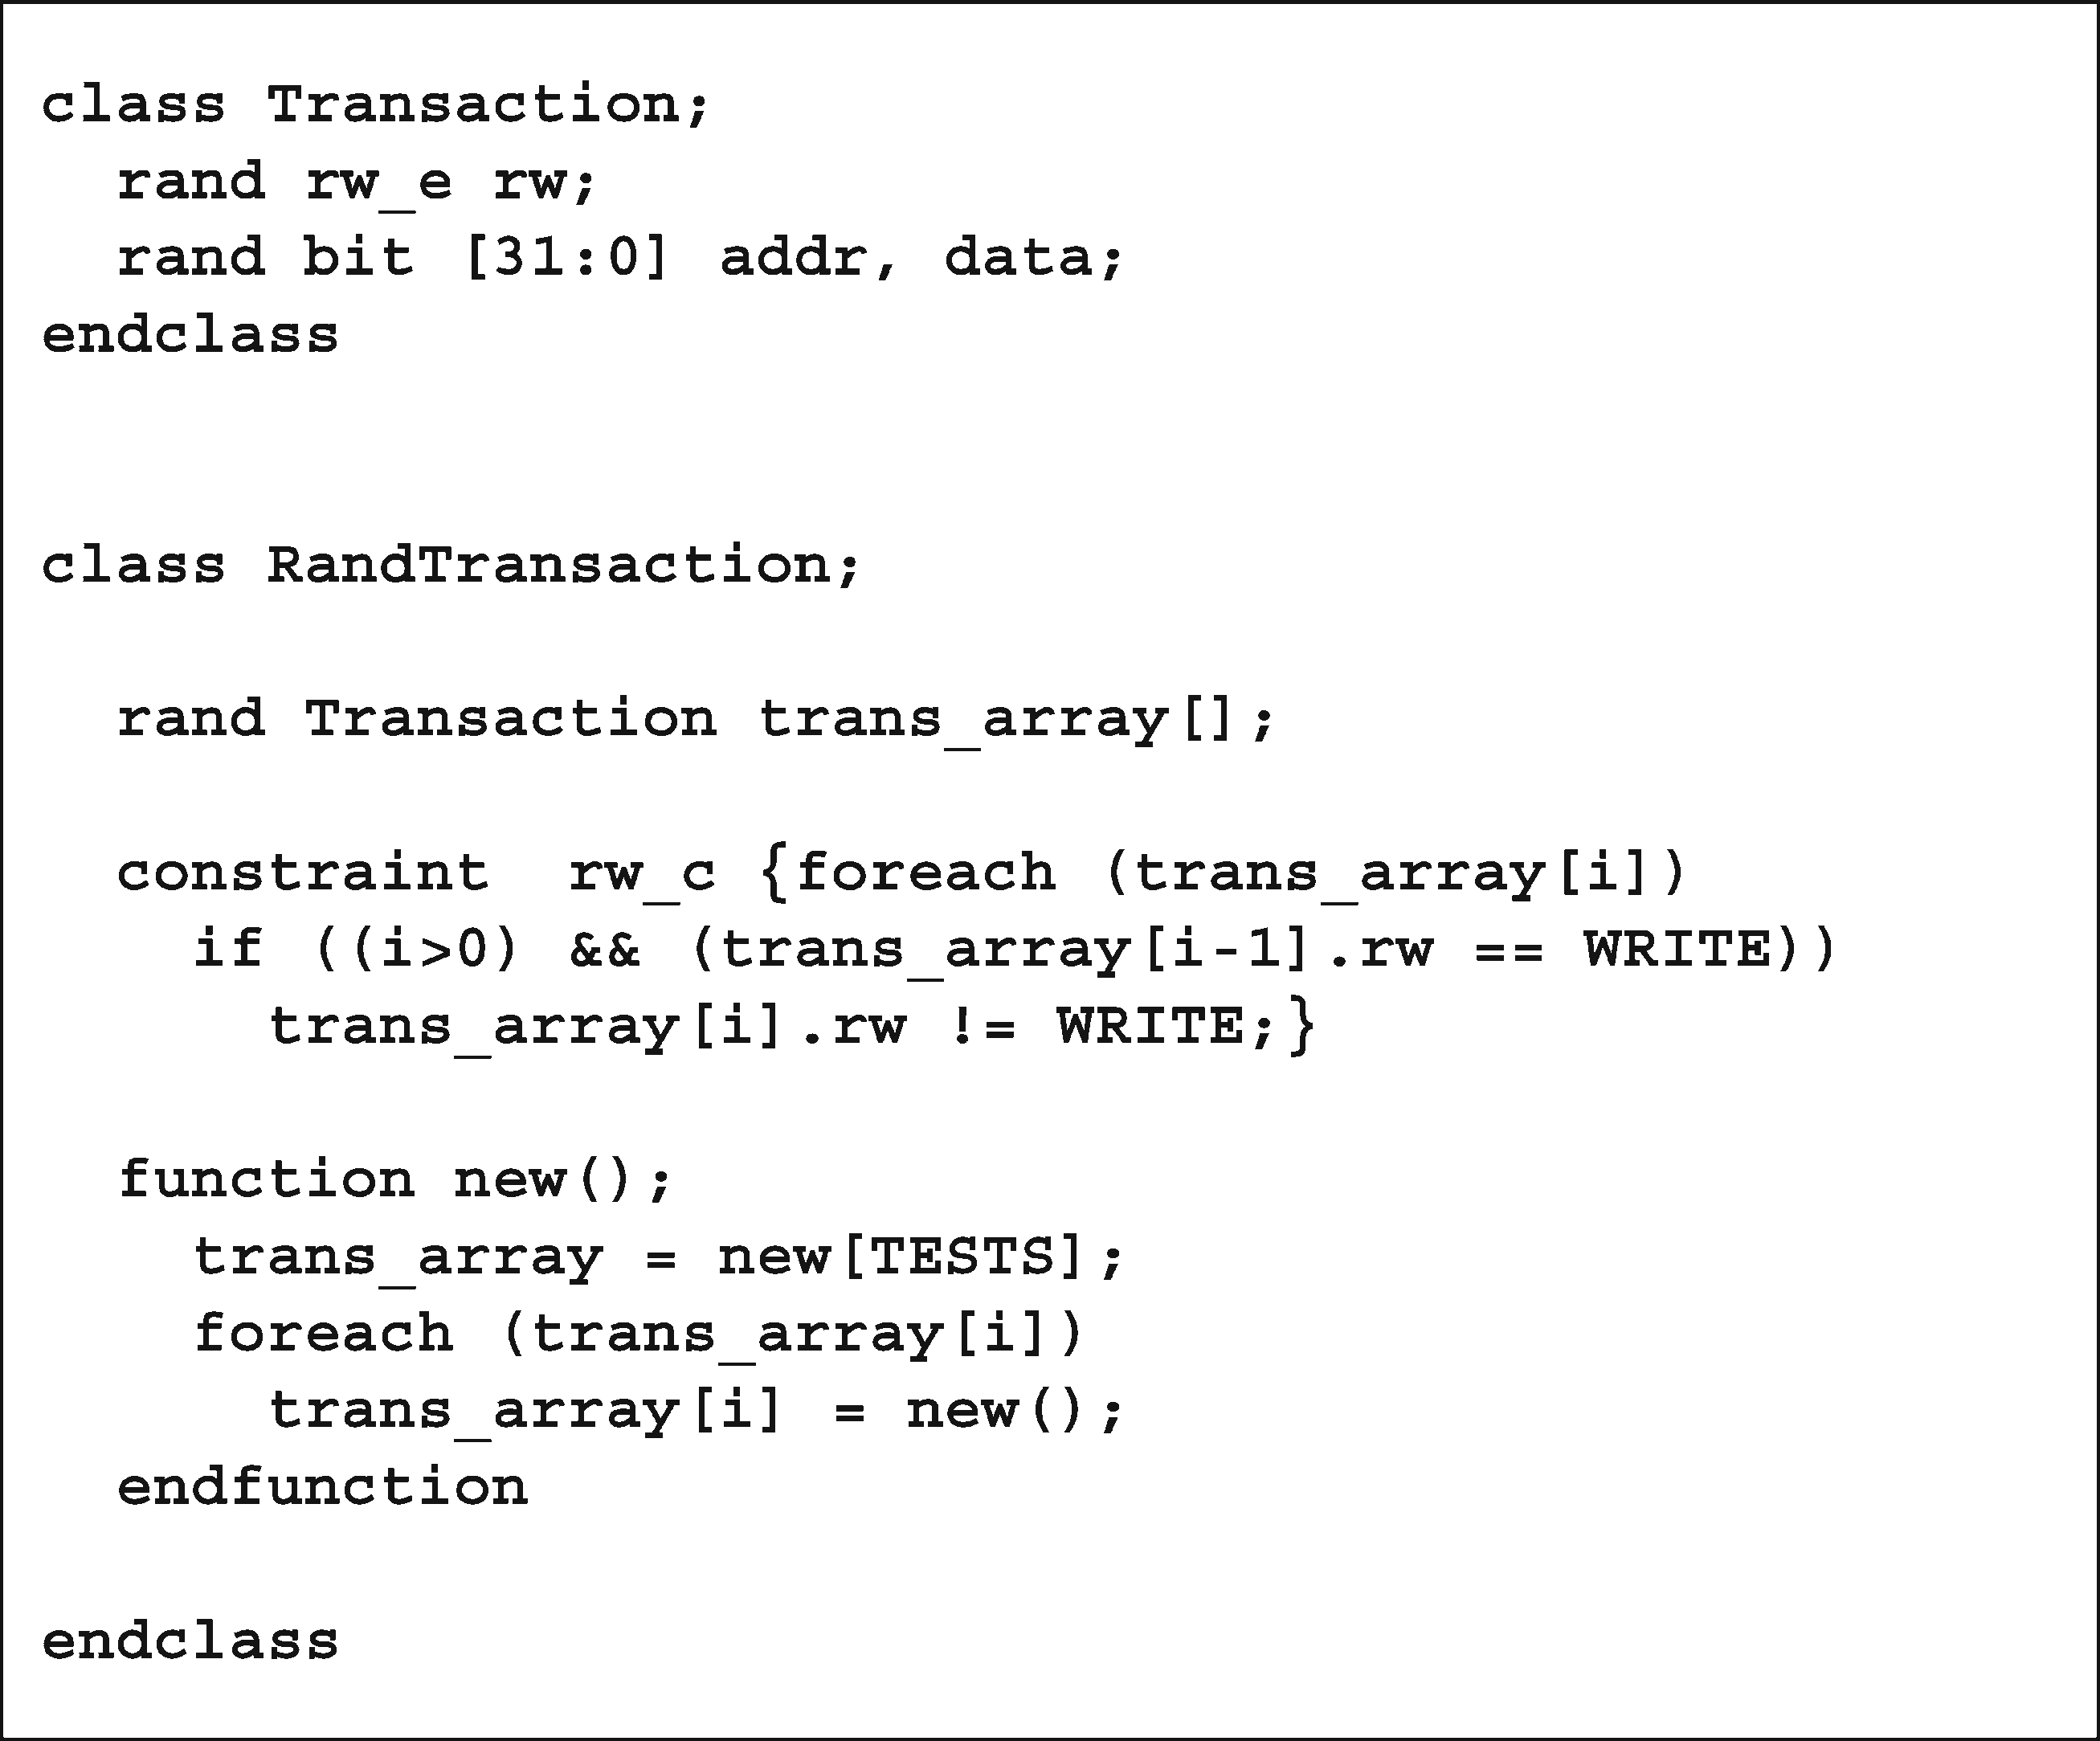 class Transaction;
  rand rw_e rw;
  rand bit [31:0] addr, data;
endclass
class RandTransaction;
  rand Transaction trans_array[];
  constraint  rw_c {foreach (trans_array[i])
    if ((i>0) && (trans_array[i-1].rw == WRITE))
      trans_array[i].rw != WRITE;}
  function new();
    trans_array = new[TESTS];
    foreach (trans_array[i])
      trans_array[i] = new();
  endfunction
endclass